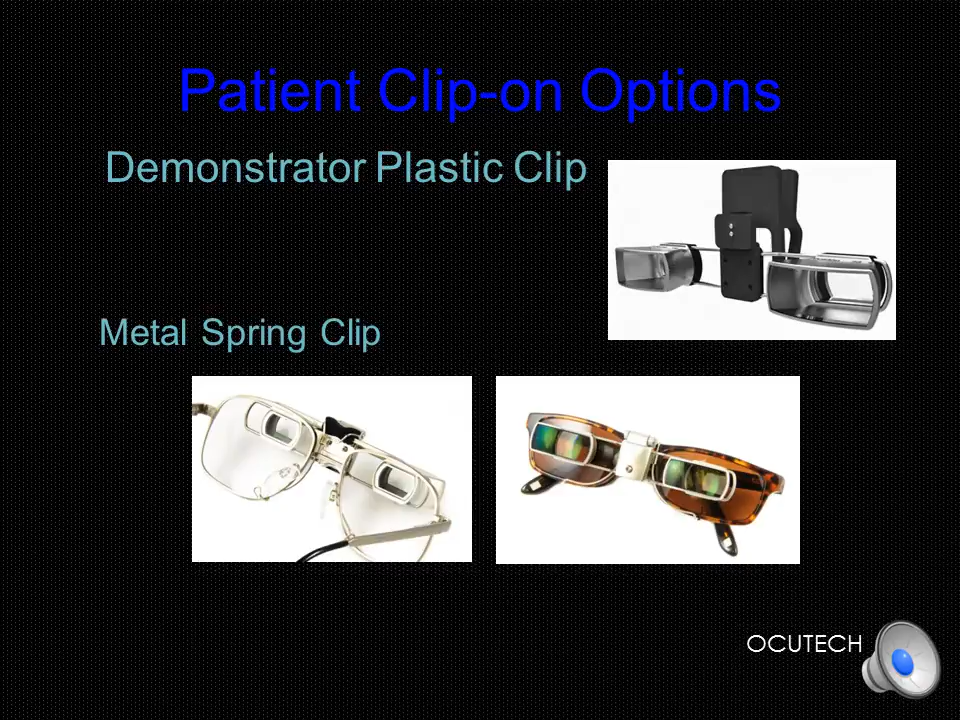 Patient Clip-on Options
Demonstrator Plastic Clip
Metal Spring Clip
OCUTECH